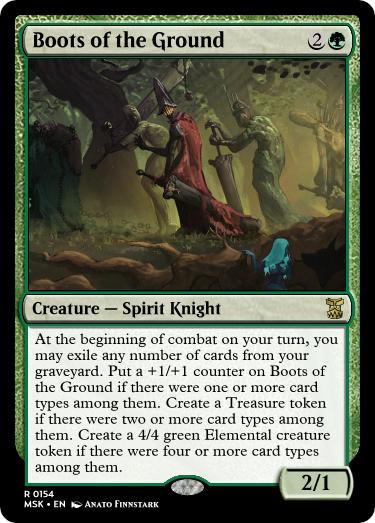 Boots of the Ground 2
Creature — Spirit Knight
At the beginning of combat on your turn, you
may exile any number of cards from your
graveyard. Put a +1/+1 counter on Boots of
the Ground if there were one or more card
types among them. Create a Treasure token
if there were two or more card types among
them. Create a 4/4 green Elemental creature
token if there were four or more card types
among them.
2/1
R 0154
MSK • EN Anato Finnstark